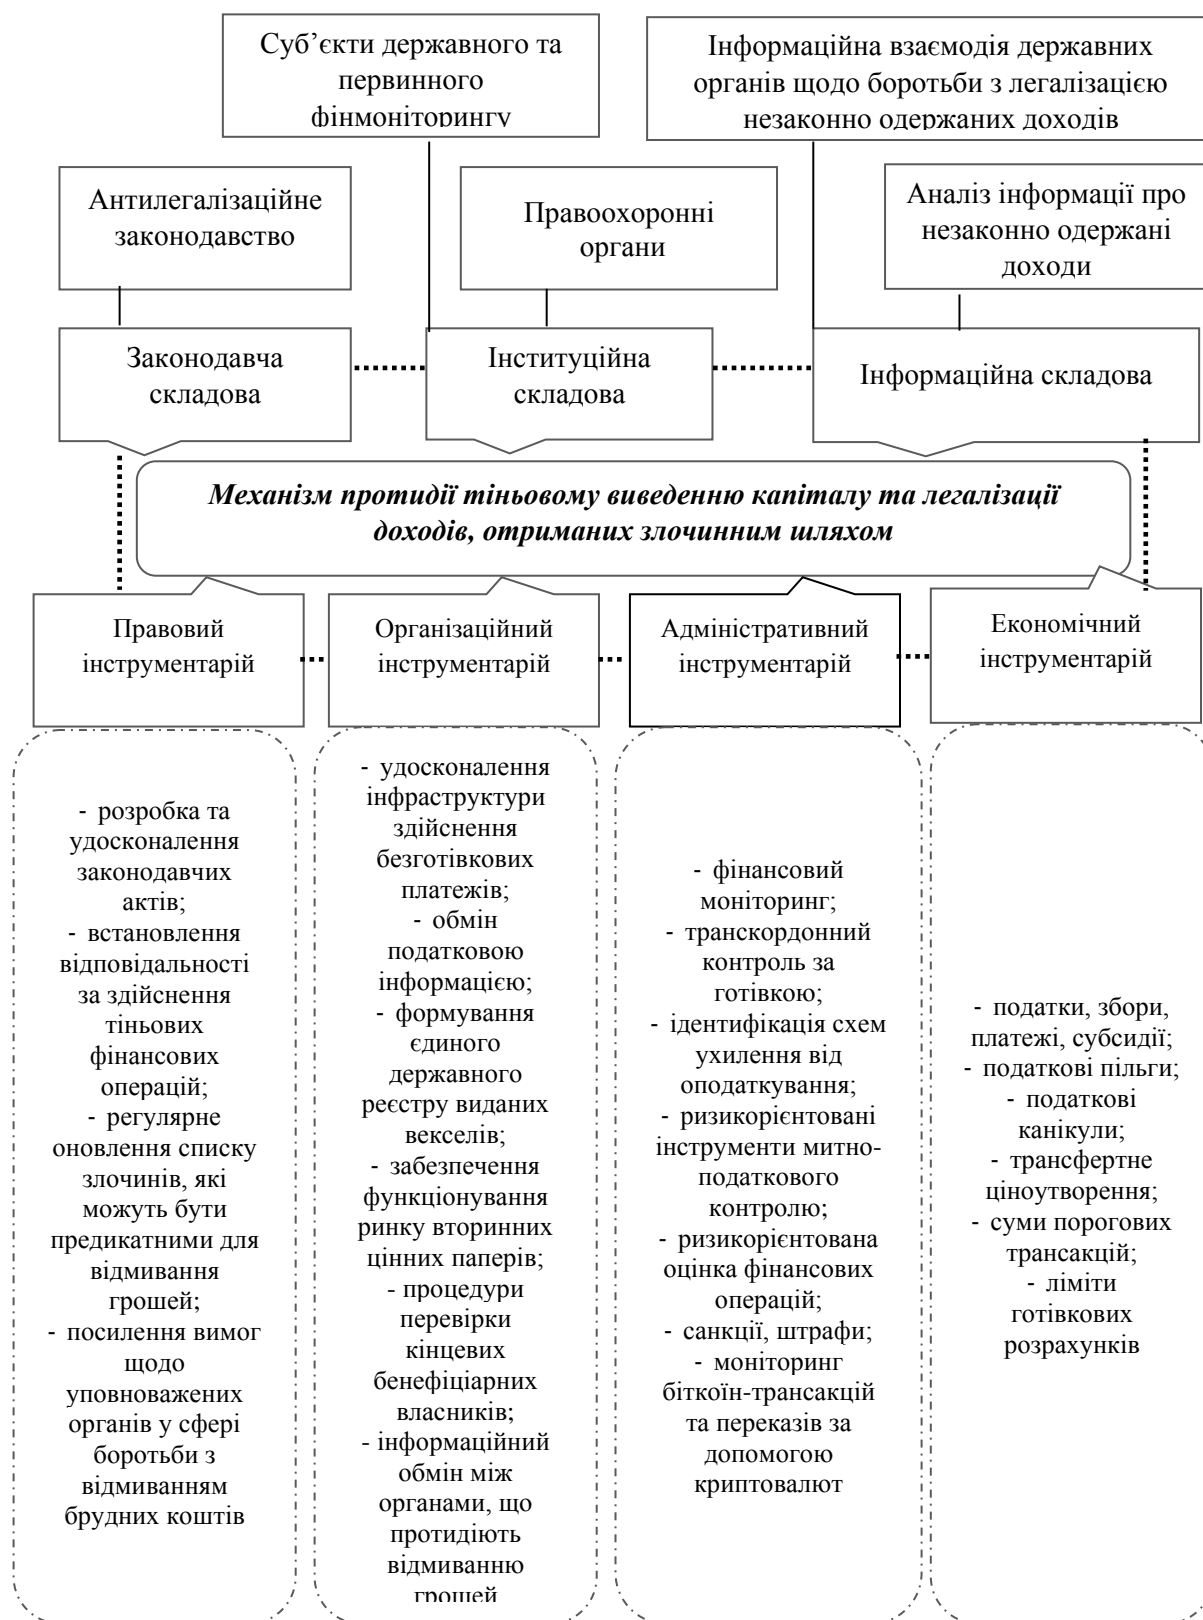 Суб’єкти державного та
первинного
фінмоніторингу
Інформаційна взаємодія державних
органів щодо боротьби з легалізацією
незаконно одержаних доходів
Антилегалізаційне
законодавство
Правоохоронні
органи
Аналіз інформації про
незаконно одержані
доходи
Законодавча
складова
Інституційна
складова
Інформаційна складова
Механізм протидії тіньовому виведенню капіталу та легалізації
доходів, отриманих злочинним шляхом
Правовий
інструментарій
Організаційний
інструментарій
Адміністративний
інструментарій
Економічний
інструментарій
- розробка та
удосконалення
законодавчих
актів;
- встановлення
відповідальності
за здійснення
тіньових
фінансових
операцій;
- регулярне
оновлення списку
злочинів, які
можуть бути
предикатними для
відмивання
грошей;
- посилення вимог
щодо
уповноважених
органів у сфері
боротьби з
відмиванням
брудних коштів
- удосконалення
інфраструктури
здійснення
безготівкових
платежів;
- обмін
податковою
інформацією;
- формування
єдиного
державного
реєстру виданих
векселів;
- забезпечення
функціонування
ринку вторинних
цінних паперів;
- процедури
перевірки
кінцевих
бенефіціарних
власників;
- інформаційний
обмін між
органами, що
протидіють
відмиванню
грошей
- фінансовий
моніторинг;
- транскордонний
контроль за
готівкою;
- ідентифікація схем
ухилення від
оподаткування;
- ризикорієнтовані
інструменти митно-
податкового
контролю;
- ризикорієнтована
оцінка фінансових
операцій;
- санкції, штрафи;
- моніторинг
біткоїн-трансакцій
та переказів за
допомогою
криптовалют
- податки, збори,
платежі, субсидії;
- податкові пільги;
- податкові
канікули;
- трансфертне
ціноутворення;
- суми порогових
трансакцій;
- ліміти
готівкових
розрахунків